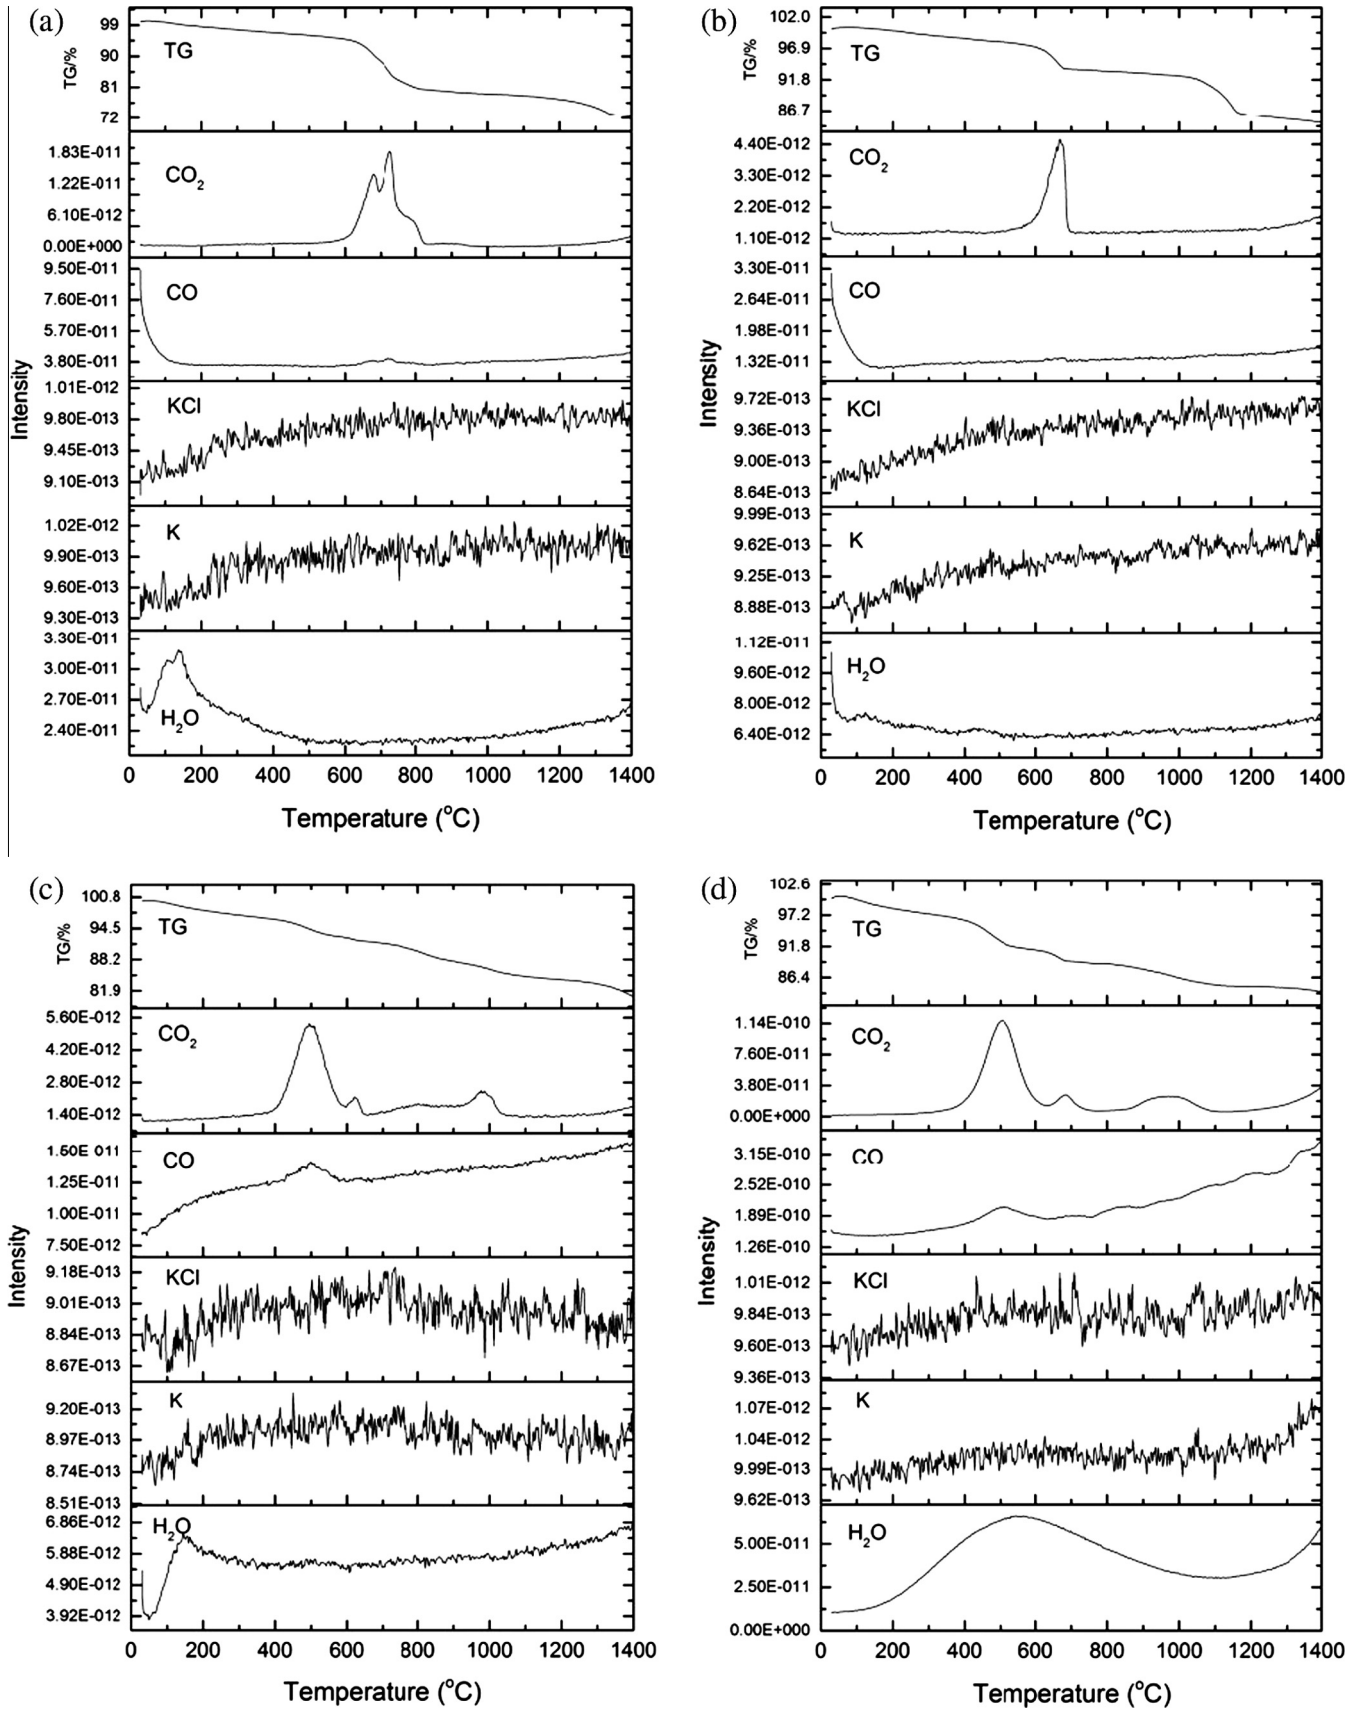 (a)
TG/%
99
90
81
72
TG
1.83E-011
1.22E-011
6.10E-012
0.00E+000
CO2
9.50E-011
7.60E-011
5.70E-011
3.80E-011
CO
Intensity
1.01E-012
9.80E-013
9.45E-013
9.10E-013
KCl
1.02E-012
9.90E-013
9.60E-013
9.30E-013
K
3.30E-011
3.00E-011
2.70E-011
2.40E-011
H2O
0 200 400 600 800 1000 1200 1400
Temperature (°C)
(b)
TG/%
102.0
96.9
91.8
86.7
TG
4.40E-012
3.30E-012
2.20E-012
1.10E-012
CO2
3.30E-011
2.64E-011
1.98E-011
1.32E-011
CO
Intensity
9.72E-013
9.36E-013
9.00E-013
8.64E-013
KCl
9.99E-013
9.62E-013
9.25E-013
8.88E-013
K
1.12E-011
9.60E-012
8.00E-012
6.40E-012
H2O
0 200 400 600 800 1000 1200 1400
Temperature (°C)
(c)
TG/%
100.8
94.5
88.2
81.9
TG
5.60E-012
4.20E-012
2.80E-012
1.40E-012
CO2
1.60E 011
1.25E-011
1.00E-011
7.50E-012
CO
Intensity
9.18E-013
9.01E-013
8.84E-013
8.67E-013
KCl
9.20E-013
8.97E-013
8.74E-013
8.51E-013
K
6.86E-012
5.88E-012
4.90E-012
3.92E-012
H2O
0 200 400 600 800 1000 1200 1400
Temperature (°C)
(d)
TG/%
102.6
97.2
91.8
86.4
TG
1.14E-010
7.60E-011
3.80E-011
0.00E+000
CO2
3.15E-010
2.52E-010
1.89E-010
1.26E-010
CO
Intensity
1.01E-012
9.84E-013
9.60E-013
9.36E-013
KCl
1.07E-012
1.04E-012
9.99E-013
9.62E-013
K
5.00E-011
2.50E-011
0.00E+000
H2O
0 200 400 600 800 1000 1200 1400
Temperature (°C)